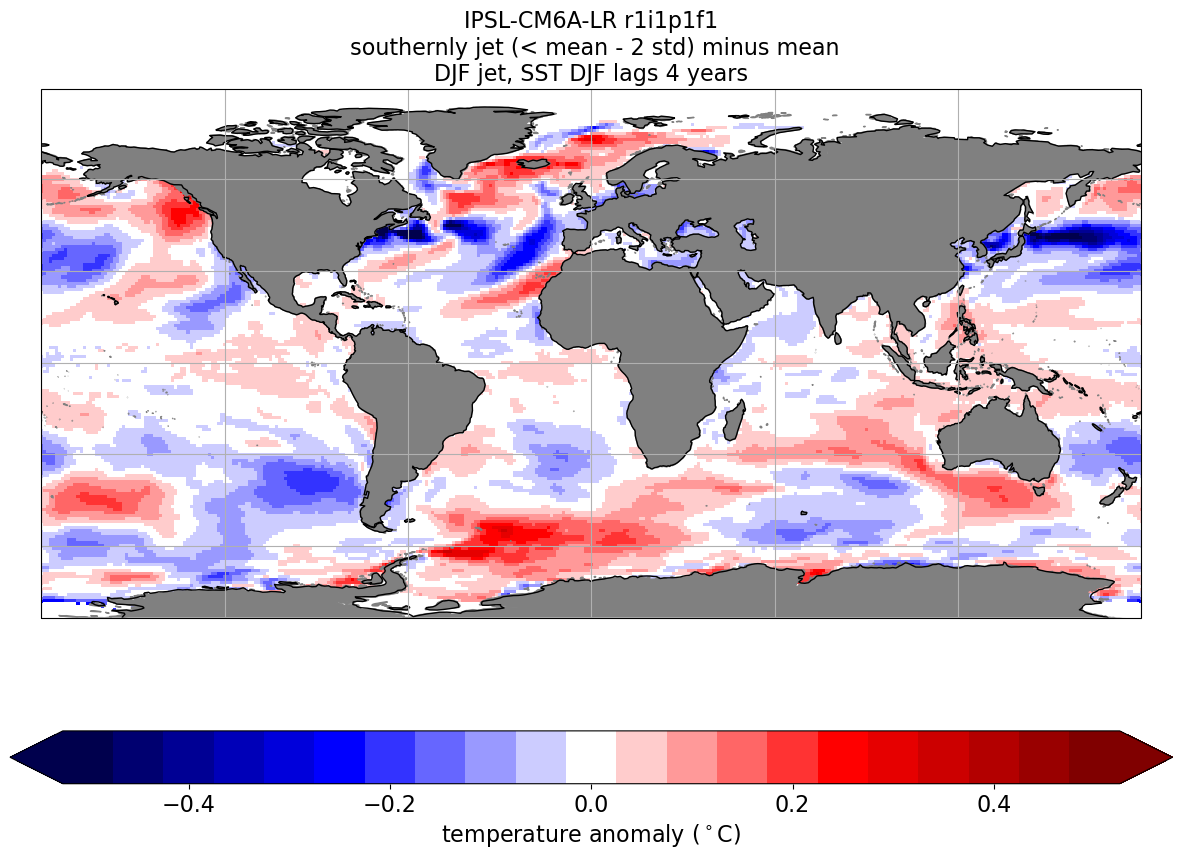 IPSL-CM6A-LR r1i1p1f1
southernly jet (< mean - 2 std) minus mean
DJF jet, SST DJF lags 4 years
−0.4 −0.2 0.0 0.2 0.4
temperature anomaly (°C)